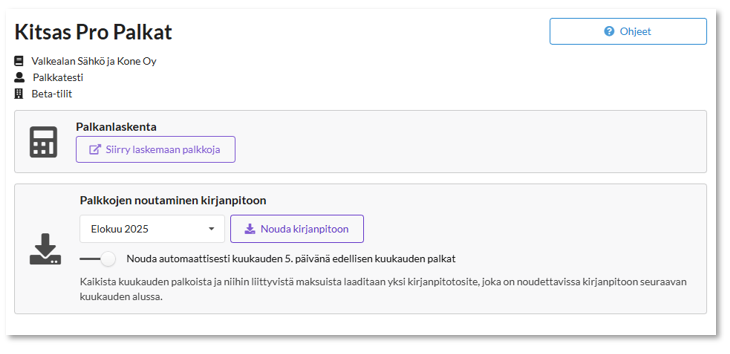 Kitsas Pro Palkat
Ohjeet
Valkealan Sähkö ja Kone Oy
Palkkatesti
Beta-tilit
Palkanlaskenta
Siirry laskemaan palkkoja
Palkkojen noutaminen kirjanpitoon
Elokuu 2025
Nouda kirjanpitoon
Nouda automaattisesti kuukauden 5. päivänä edellisen kuukauden palkat
Kaikista kuukauden palkoista ja niihin liittyvistä maksuista laaditaan yksi kirjanpitotosite, joka on noudettavissa kirjanpitoon seuraavan
kuukauden alussa.